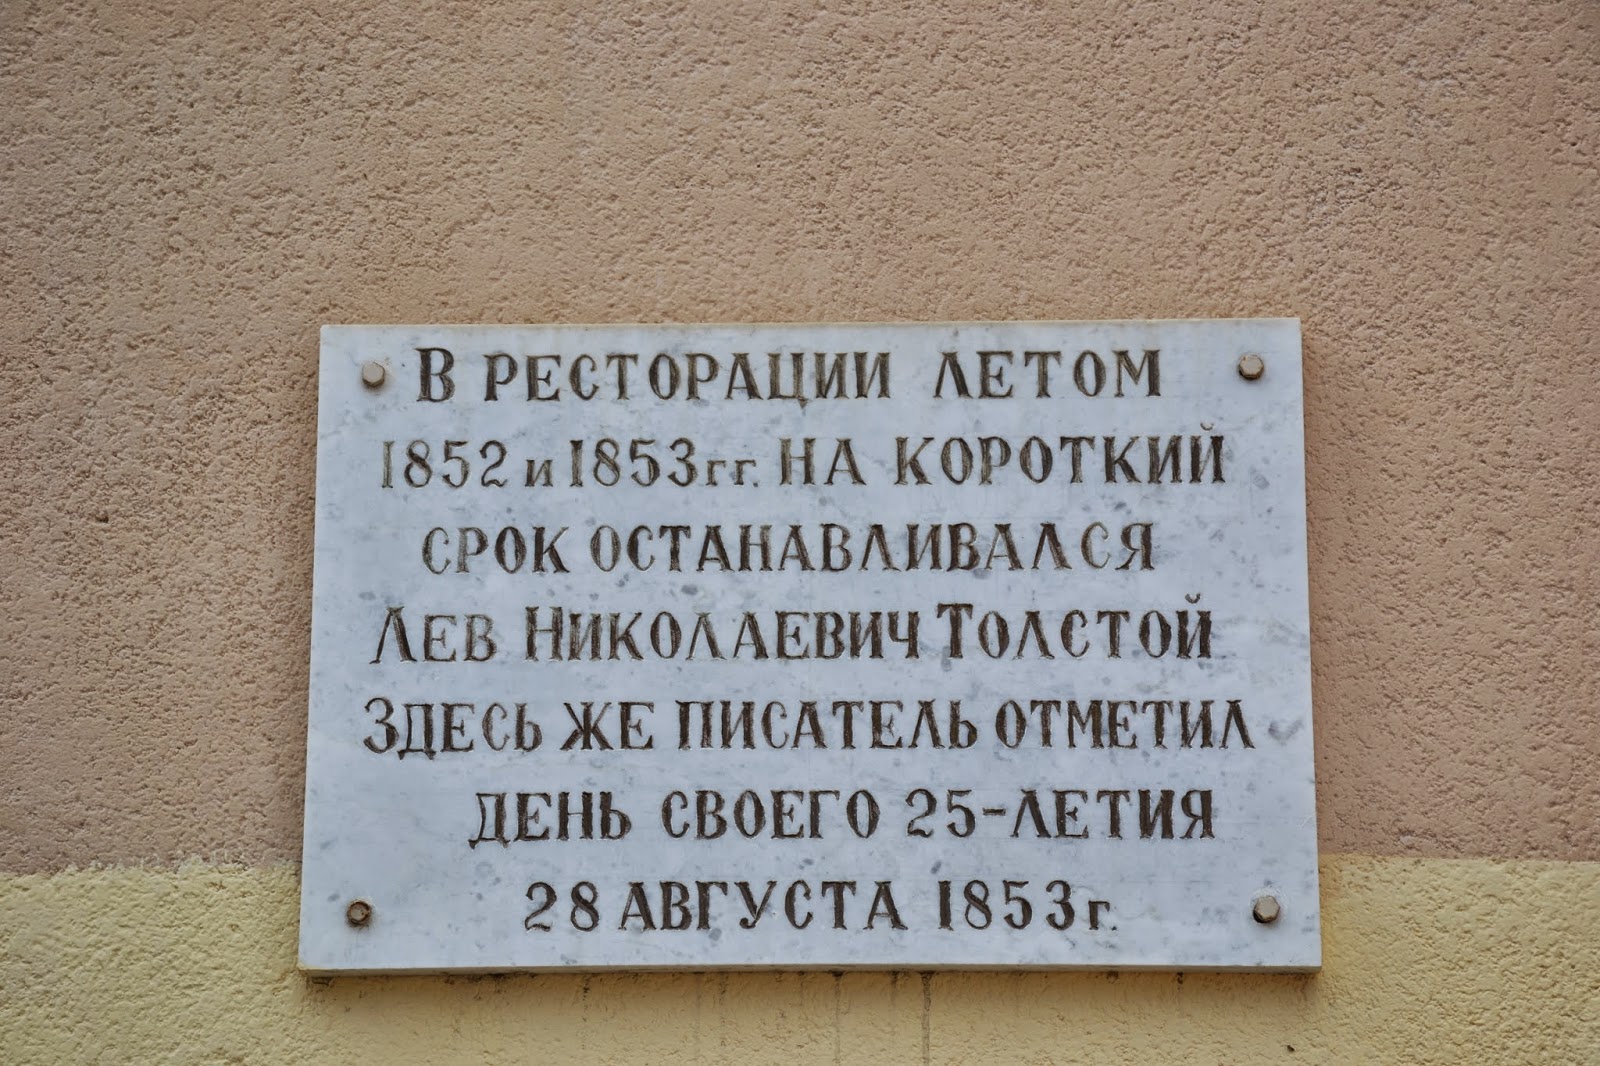 В РЕСТОРАЦИИ ЛЕТОМ
1852 и 1853 гг. НА КОРОТКИЙ
СРОК ОСТАНАВЛИВАЛСЯ
ЛЕВ НИКОЛАЕВИЧ ТОЛСТОЙ
ЗДЕСЬ ЖЕ ПИСАТЕЛЬ ОТМЕТИЛ
ДЕНЬ СВОЕГО 25-ЛЕТИЯ
28 АВГУСТА 1853 г.